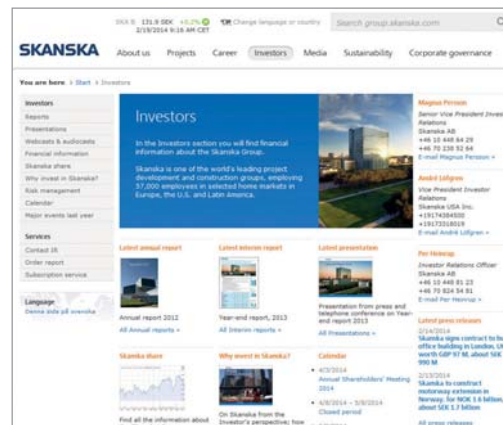 SKA B 131.9 SEK +0.2%
2/19/2014 9:16 AM CET
Change language or country
Search group.skanska.com
SKANSKA
About us Projects Career Investors Media Sustainability Corporate governance
You are here > Start > Investors
Investors
Reports
Presentations
Webcasts & audiocasts
Financial information
Skanska share
Why invest in Skanska?
Risk management
Calendar
Major events last year
Services
Contact IR
Order report
Subscription service
Language
Denna sida på svenska
Investors
In the Investors section you will find financial
information about the Skanska Group.
Skanska is one of the world's leading project
development and construction groups, employing
57,000 employees in selected home markets in
Europe, the U.S. and Latin America.
Latest annual report
Annual report 2012
All Annual reports »
Latest interim report
Year-end report, 2013
All Interim reports »
Latest presentation
Presentation from press and
telephone conference on Year-
end report 2013
All Presentations »
Skanska share
Find all the information about
Why invest in Skanska?
On Skanska from the
Investor's perspective; how
Calendar
• 4/3/2014
Annual Shareholders' Meeting
2014
• 4/8/2014 - 5/8/2014
Closed period
Magnus Persson
Senior Vice President Inves
Relations
Skanska AB
+46 10 448 64 29
+46 70 238 52 64
E-mail Magnus Persson »
André Löfgren
Vice President Investor
Relations
Skanska USA Inc.
+19174384500
+19173318019
E-mail André Löfgren »
Per Henrup
Investor Relations Officer
Skanska AB
+46 10 448 81 23
+46 70 824 54 81
E-mail Per Henrup »
Latest press releases
2/14/2014
Skanska signs contract to bu
office building in London, U
worth GBP 97 M, about SEK
990 M
2/13/2014
Skanska to construct
motorway extension in
Norway, for NOK 1.6 billion,
about SEK 1.7 billion
All press releases